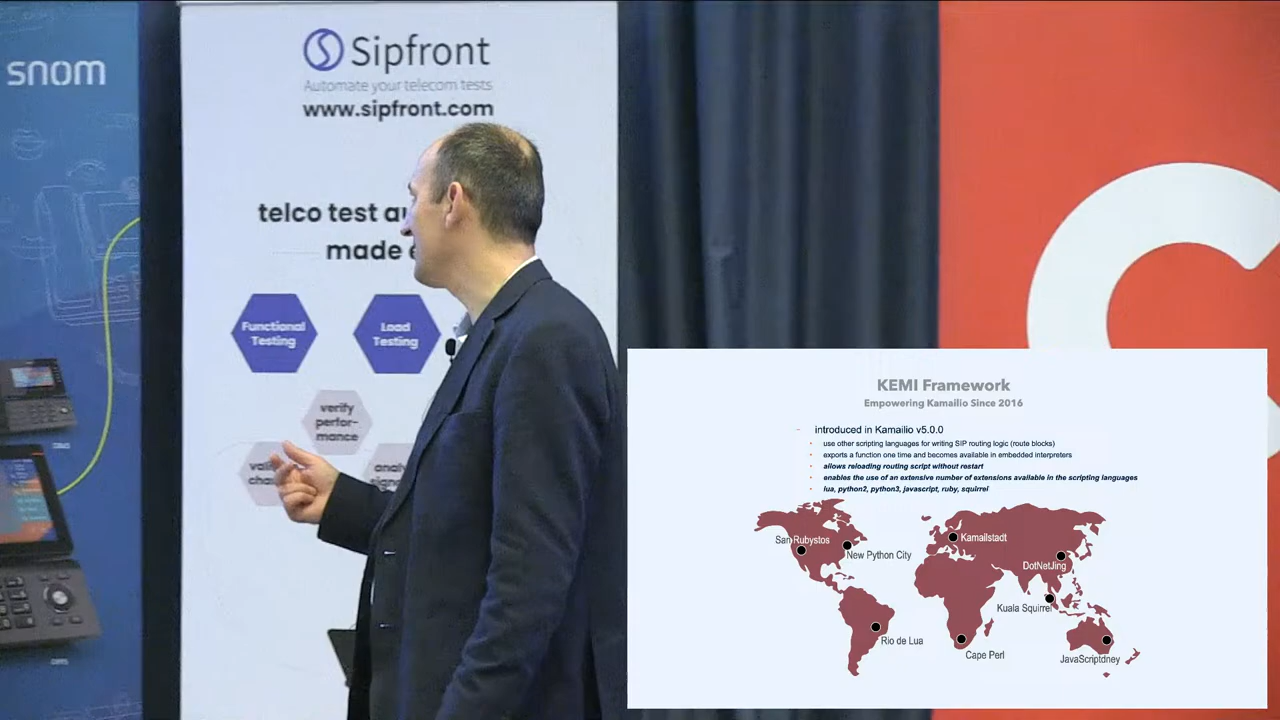 snom
Sipfront
Automate your telecom tests
www.sipfront.com
telco test
made
Functional
Testing
Load
Testing
verify
perfor-
mance
KEMI Framework
Empowering Kamailio Since 2016
introduced in Kamailio v5.0.0
use other scripting languages for writing SIP routing logic (route blocks)
exports a function one time and becomes available in embedded interpreters
allows reloading routing script without restart
enables the use of an extensive number of extensions available in the scripting languages
lua, python2, python3, javascript, ruby, squirrel
San Rubystos
New Python City
Kamailstadt
DotNetJing
Kuala Squirrel
Rio de Lua
Cape Perl
JavaScriptdney